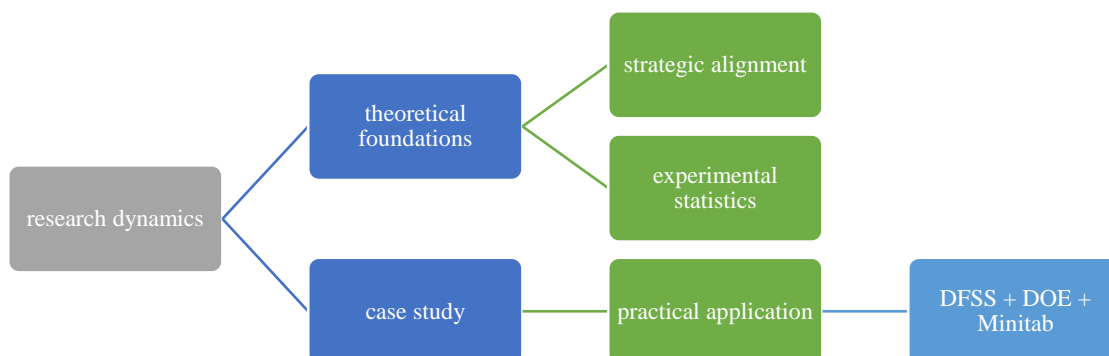 research dynamics
theoretical
foundations
strategic alignment
experimental
statistics
case study
practical application
DFSS + DOE +
Minitab